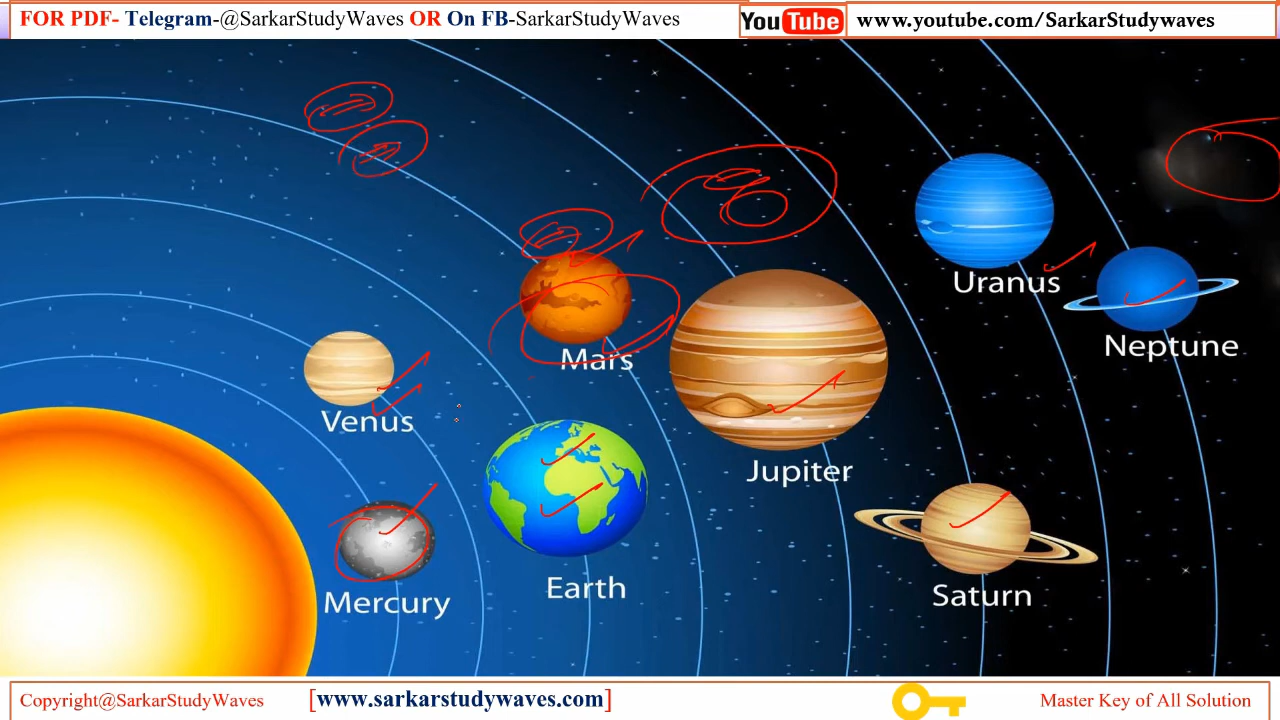 FOR PDF- Telegram-@SarkarStudyWaves OR On FB-SarkarStudyWaves
YouTube
www.youtube.com/SarkarStudywaves
Uranus
Neptune
Mars
Venus
Jupiter
Earth
Saturn
Mercury
Copyright@SarkarStudyWaves
[www.sarkarstudywaves.com]
Master Key of All Solution